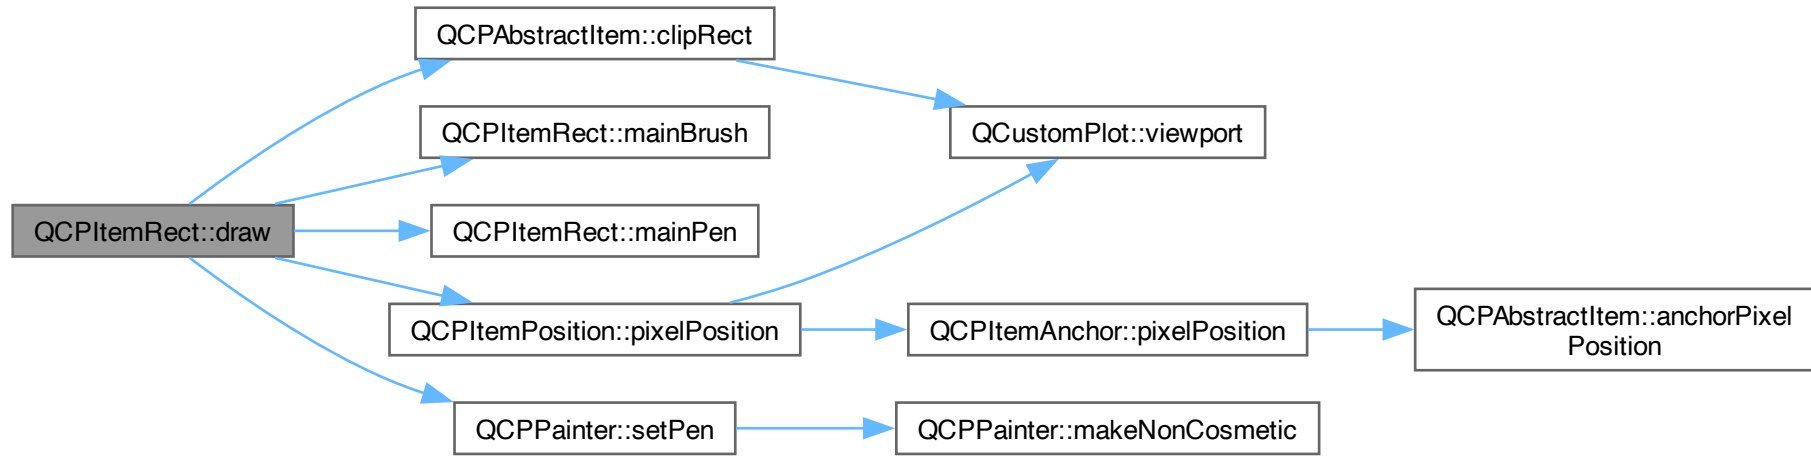 QCPAbstractItem::clipRect
QCPItemRect::mainBrush
QCustomPlot::viewport
QCPItemRect::draw
QCPItemRect::mainPen
QCPItemPosition::pixelPosition
QCPItemAnchor::pixelPosition
QCPAbstractItem::anchorPixel
Position
QCPPainter::setPen
QCPPainter::makeNonCosmetic